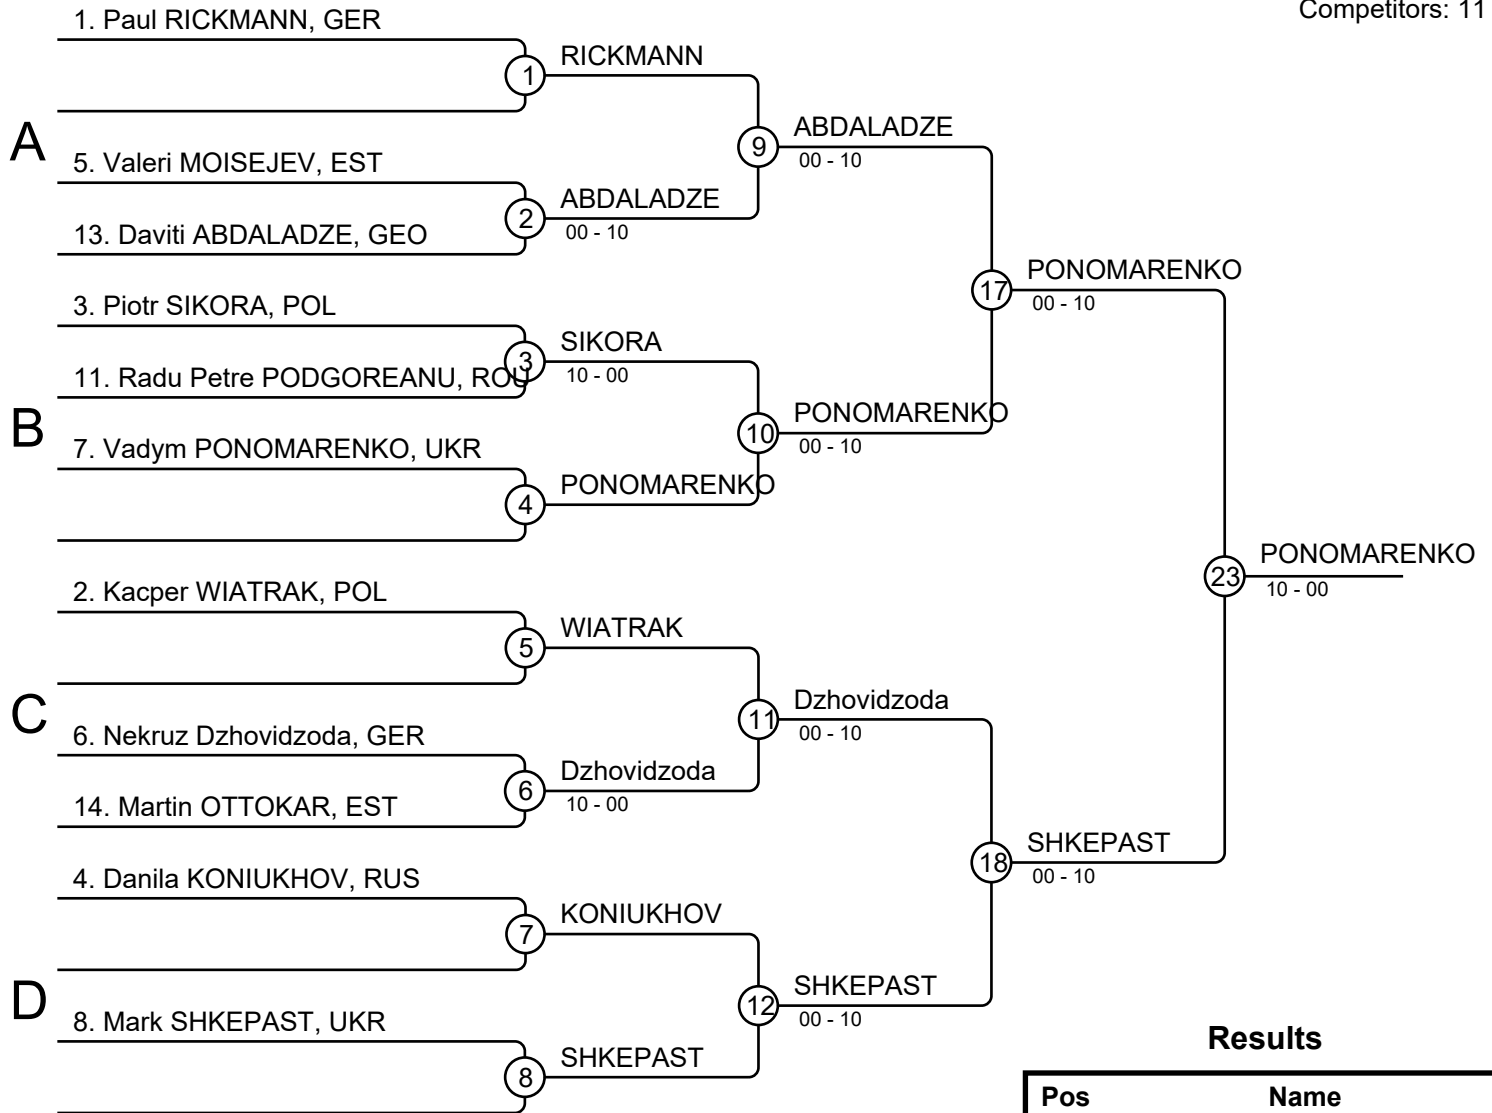 Competitors: 11
1. Paul RICKMANN, GER
1
RICKMANN
A
9
ABDALADZE
00 - 10
5. Valeri MOISEJEV, EST
2
ABDALADZE
00 - 10
13. Daviti ABDALADZE, GEO
17
PONOMARENKO
00 - 10
3. Piotr SIKORA, POL
3
SIKORA
10 - 00
11. Radu Petre PODGOREANU, ROU
B
10
PONOMARENKO
00 - 10
7. Vadym PONOMARENKO, UKR
4
PONOMARENKO
23
PONOMARENKO
10 - 00
2. Kacper WIATRAK, POL
5
WIATRAK
C
11
Dzhovidzoda
00 - 10
6. Nekruz Dzhovidzoda, GER
6
Dzhovidzoda
10 - 00
14. Martin OTTOKAR, EST
18
SHKEPAST
00 - 10
4. Danila KONIUKHOV, RUS
7
KONIUKHOV
D
12
SHKEPAST
00 - 10
8. Mark SHKEPAST, UKR
8
SHKEPAST
Results
Pos Name